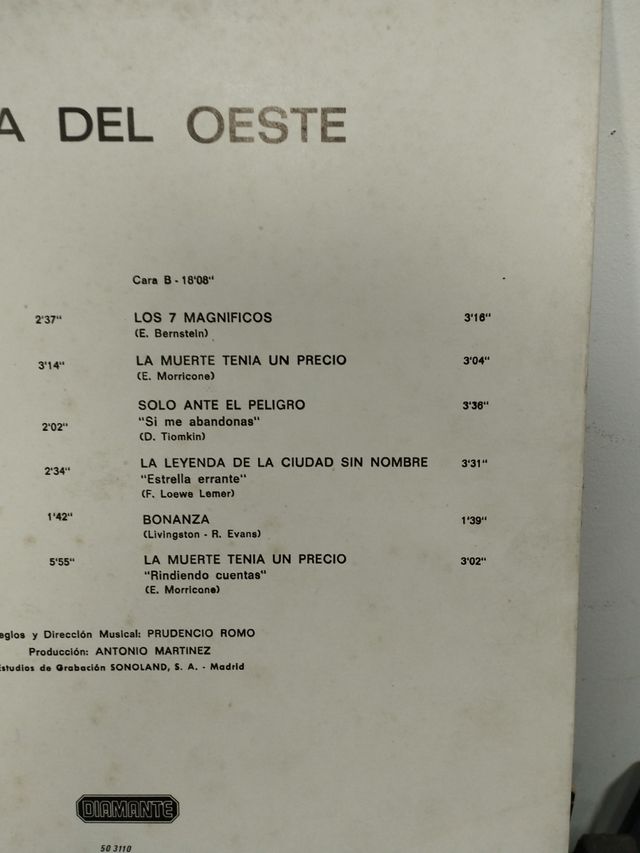 A DEL OESTE
Cara B - 18'08"
2'37" LOS 7 MAGNIFICOS 3'16"
(E. Bernstein)
3'14" LA MUERTE TENIA UN PRECIO 3'04"
(E. Morricone)
SOLO ANTE EL PELIGRO 3'36"
2'02" "Si me abandonas"
(D. Tiomkin)
2'34" LA LEYENDA DE LA CIUDAD SIN NOMBRE 3'31"
"Estrella errante"
(F. Loewe Lemer)
1'42" BONANZA 1'39"
(Livingston - R. Evans)
5'55" LA MUERTE TENIA UN PRECIO 3'02"
"Rindiendo cuentas"
(E. Morricone)
eglos y Dirección Musical: PRUDENCIO ROMO
Producción: ANTONIO MARTINEZ
Estudios de Grabación SONOLAND, S. A. - Madrid
DIAMANTE
50 3110